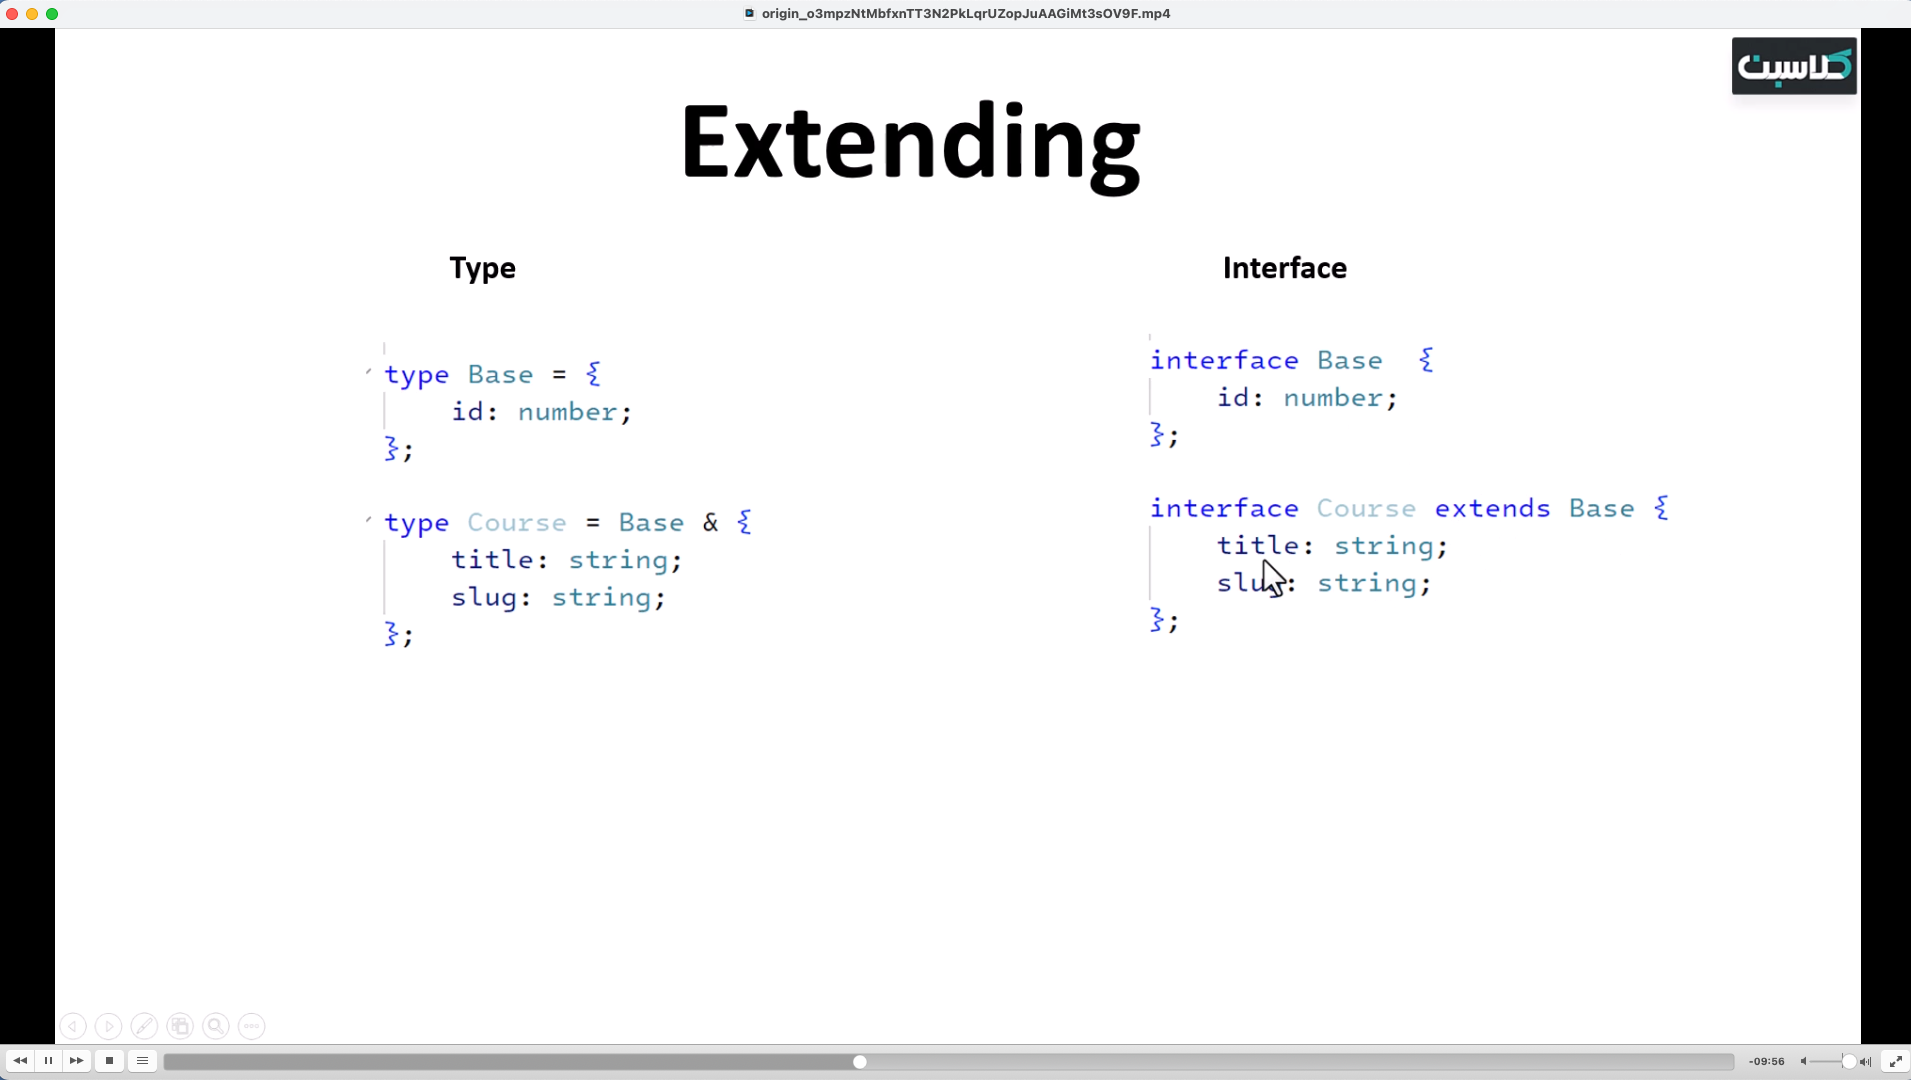 origin_o3mpzNtMbfxnTT3N2PkLqrUZopJuAAGiMt3sOV9F.mp4
کلاسبت
Extending
Type
type Base = {
id: number;
};
type Course = Base & {
title: string;
slug: string;
};
Interface
interface Base {
id: number;
};
interface Course extends Base {
title: string;
slug: string;
};
-09:56